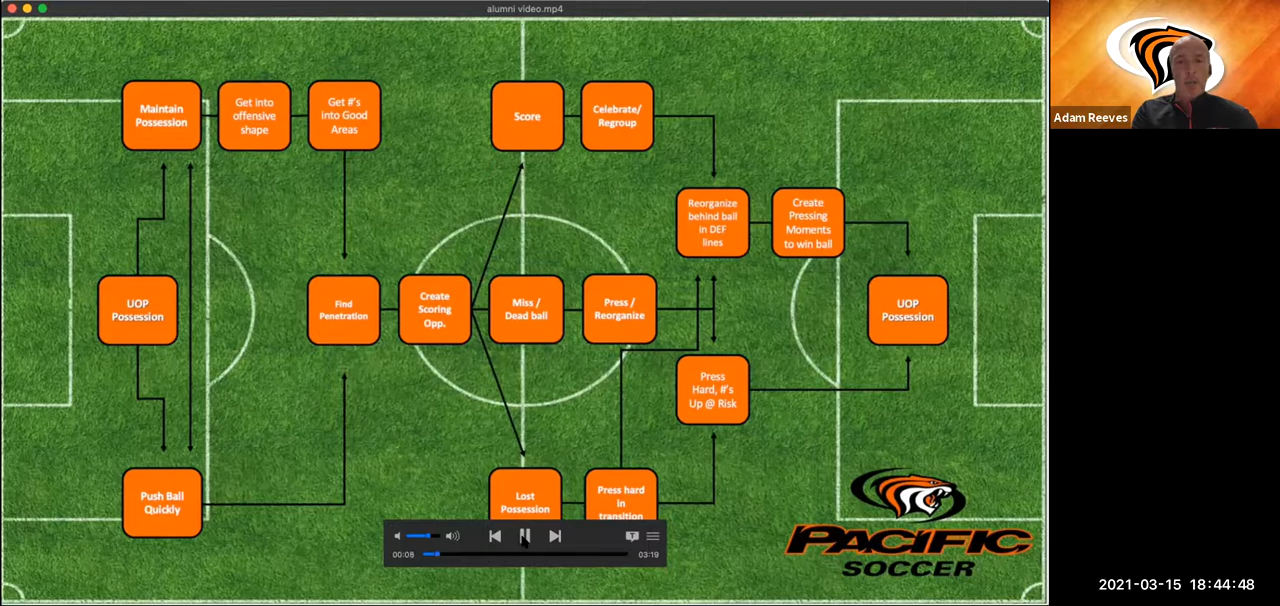 alumni video.mp4
Maintain
Possession
Get into
offensive
shape
Get #'s
into Good
Areas
Score
Celebrate/
Regroup
Adam Reeves
Reorganize
behind ball
in DEF
lines
Create
Pressing
Moments
to win ball
UOP
Possession
Find
Penetration
Create
Scoring
Opp.
Miss /
Dead ball
Press /
Reorganize
UOP
Possession
Press
Hard, #'s
Up @ Risk
Push Ball
Quickly
Lost
Possession
Press hard
in
transition
00:08
03:19
PACIFIC
SOCCER
2021-03-15 18:44:48